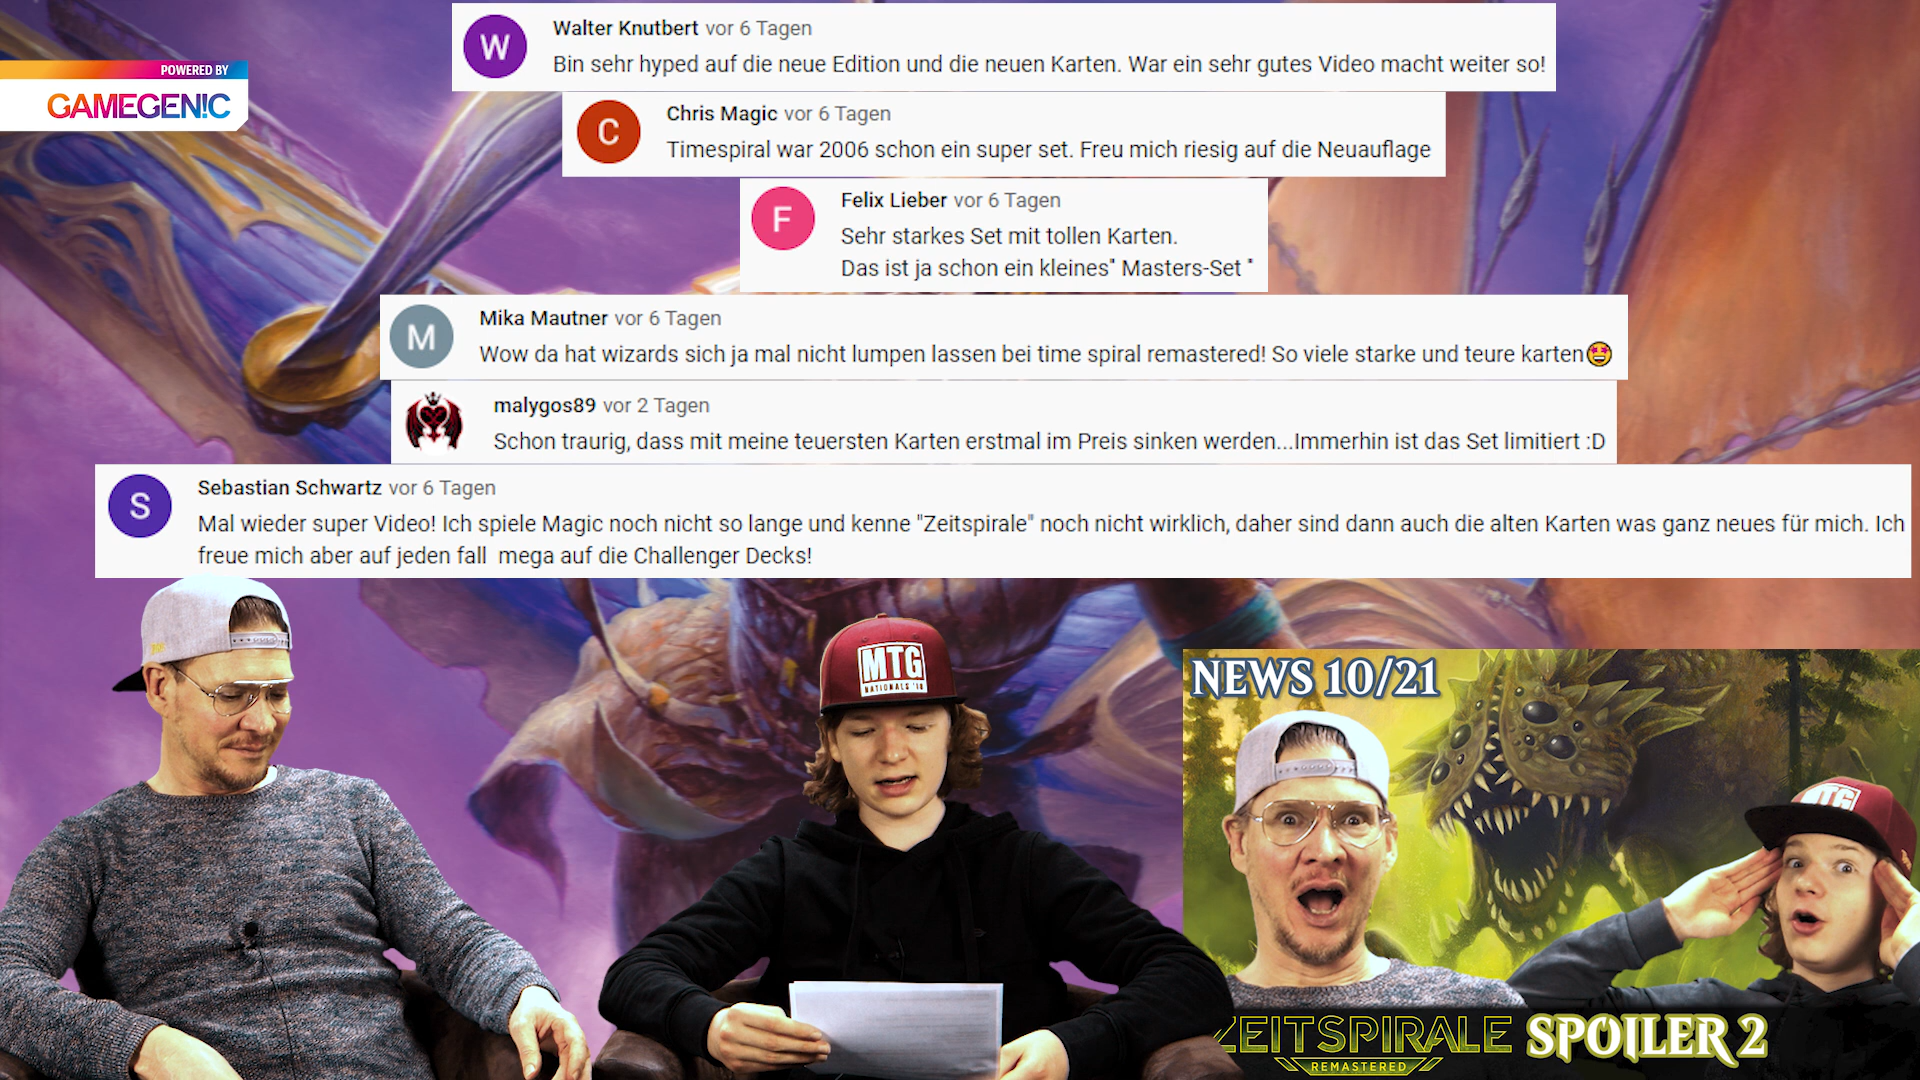 POWERED BY
GAMEGEN!C
W
Walter Knutbert vor 6 Tagen
Bin sehr hyped auf die neue Edition und die neuen Karten. War ein sehr gutes Video macht weiter so!
C
Chris Magic vor 6 Tagen
Timespiral war 2006 schon ein super set. Freu mich riesig auf die Neuauflage
F
Felix Lieber vor 6 Tagen
Sehr starkes Set mit tollen Karten.
Das ist ja schon ein kleines" Masters-Set "
M
Mika Mautner vor 6 Tagen
Wow da hat wizards sich ja mal nicht lumpen lassen bei time spiral remastered! So viele starke und teure karten🤩
malygos89 vor 2 Tagen
Schon traurig, dass mit meine teuersten Karten erstmal im Preis sinken werden...Immerhin ist das Set limitiert :D
S
Sebastian Schwartz vor 6 Tagen
Mal wieder super Video! Ich spiele Magic noch nicht so lange und kenne "Zeitspirale" noch nicht wirklich, daher sind dann auch die alten Karten was ganz neues für mich. Ich
freue mich aber auf jeden fall  mega auf die Challenger Decks!
MTG
NATIONALS '18
NEWS 10/21
MTG
ZEITSPIRALE SPOILER 2
REMASTERED